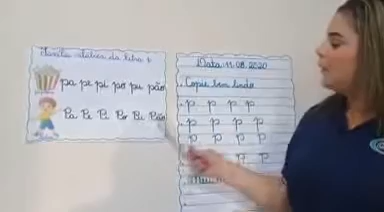 Família silábica da letra p
pa pe pi po pu pão
Pa Pe Pi Po Pu Pão
Data 11.08.2020
Copie bem lindo
p p p p
p p p p
p p p p
p p